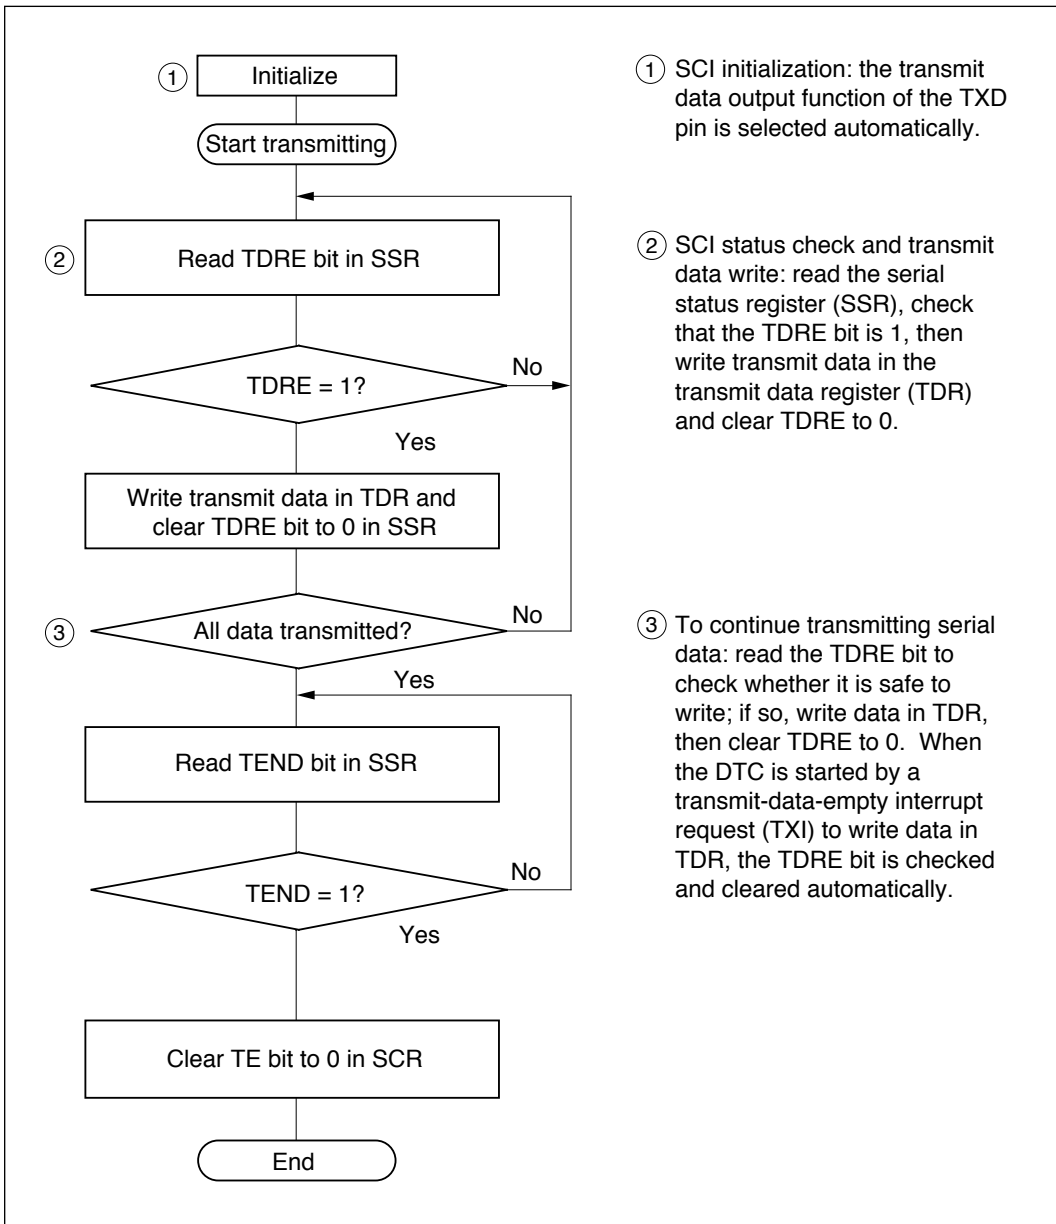 1 Initialize
Start transmitting
2 Read TDRE bit in SSR
TDRE = 1?
No
Yes
Write transmit data in TDR and
clear TDRE bit to 0 in SSR
3 All data transmitted?
No
Yes
Read TEND bit in SSR
TEND = 1?
No
Yes
Clear TE bit to 0 in SCR
End
1 SCI initialization: the transmit
data output function of the TXD
pin is selected automatically.
2 SCI status check and transmit
data write: read the serial
status register (SSR), check
that the TDRE bit is 1, then
write transmit data in the
transmit data register (TDR)
and clear TDRE to 0.
3 To continue transmitting serial
data: read the TDRE bit to
check whether it is safe to
write; if so, write data in TDR,
then clear TDRE to 0.  When
the DTC is started by a
transmit-data-empty interrupt
request (TXI) to write data in
TDR, the TDRE bit is checked
and cleared automatically.